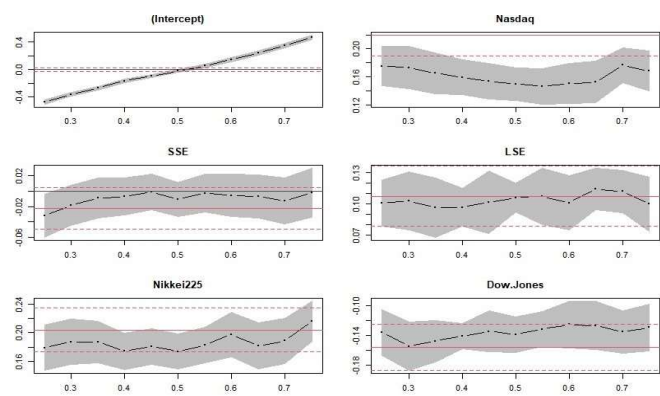 (Intercept)
0.4
0.0
-0.4
0.3 0.4 0.5 0.6 0.7
Nasdaq
0.20
0.16
0.12
0.3 0.4 0.5 0.6 0.7
SSE
0.02
-0.02
-0.06
0.3 0.4 0.5 0.6 0.7
LSE
0.13
0.10
0.07
0.3 0.4 0.5 0.6 0.7
Nikkei225
0.24
0.20
0.16
0.3 0.4 0.5 0.6 0.7
Dow.Jones
-0.10
-0.14
-0.18
0.3 0.4 0.5 0.6 0.7